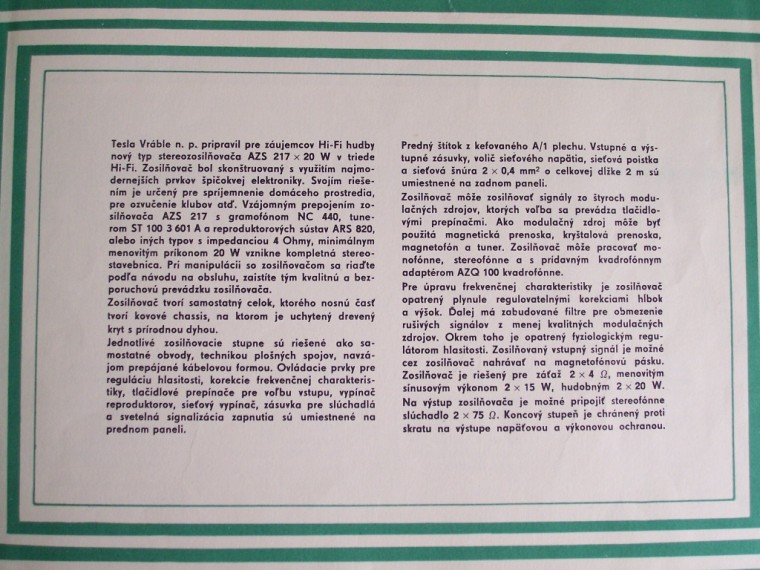 Tesla Vráble n. p. pripravil pre záujemcov Hi-Fi hudby
nový typ stereozosilňovača AZS 217 × 20 W v triede
Hi-Fi. Zosilňovač bol skonštruovaný s využitím najmo-
dernejších prvkov špičkovej elektroniky. Svojím rieše-
ním je určený pre spríjemnenie domáceho prostredia,
pre ozvučenie klubov atď. Vzájomným prepojením zo-
silňovača AZS 217 s gramofónom NC 440, tune-
rom ST 100 3 601 A a reproduktorových sústav ARS 820,
alebo iných typov s impedanciou 4 Ohmy, minimálnym
menovitým príkonom 20 W vznikne kompletná stereo-
stavebnica. Pri manipulácii so zosilňovačom sa riaďte
podľa návodu na obsluhu, zaistíte tým kvalitnú a bez-
poruchovú prevádzku zosilňovača.
Zosilňovač tvorí samostatný celok, ktorého nosnú časť
tvorí kovové chassis, na ktorom je uchytený drevený
kryt s prírodnou dyhou.
Jednotlivé zosilňovacie stupne sú riešené ako sa-
mostatné obvody, technikou plošných spojov, navzá-
jom prepájané kábelovou formou. Ovládacie prvky pre
reguláciu hlasitosti, korekcie frekvenčnej charakteris-
tiky, tlačidlové prepínače pre voľbu vstupu, vypínač
reproduktorov, sieťový vypínač, zásuvka pre slúchadlá
a svetelná signalizácia zapnutia sú umiestnené na
prednom paneli.
Predný štítok z kefovaného A/1 plechu. Vstupné a výs-
tupné zásuvky, volič sieťového napätia, sieťová poistka
a sieťová šnúra 2 × 0,4 mm² o celkovej dĺžke 2 m sú
umiestnené na zadnom paneli.
Zosilňovač môže zosilňovať signály zo štyroch modu-
lačných zdrojov, ktorých voľba sa prevádza tlačidlo-
vými prepínačmi. Ako modulačný zdroj môže byť
použitá magnetická prenoska, kryštalová prenoska,
magnetofón a tuner. Zosilňovač môže pracovať mo-
nofónne, stereofónne a s prídavným kvadrofónnym
adaptérom AZQ 100 kvadrofónne.
Pre úpravu frekvenčnej charakteristiky je zosilňovač
opatrený plynule regulovatelnými korekciami hĺbok
a výšok. Ďalej má zabudované filtre pre obmezenie
rušivých signálov z menej kvalitných modulačných
zdrojov. Okrem toho je opatrený fyziologickým regu-
látorom hlasitosti. Zosilňovaný vstupný signál je možné
cez zosilňovač nahrávať na magnetofónovú pásku.
Zosilňovač je riešený pre záťaž 2 × 4 Ω, menovitým
sínusovým výkonom 2 × 15 W, hudobným 2 × 20 W.
Na výstup zosilňovača je možné pripojiť stereofónne
slúchadlo 2 × 75 Ω. Koncový stupeň je chránený proti
skratu na výstupe napäťovou a výkonovou ochranou.